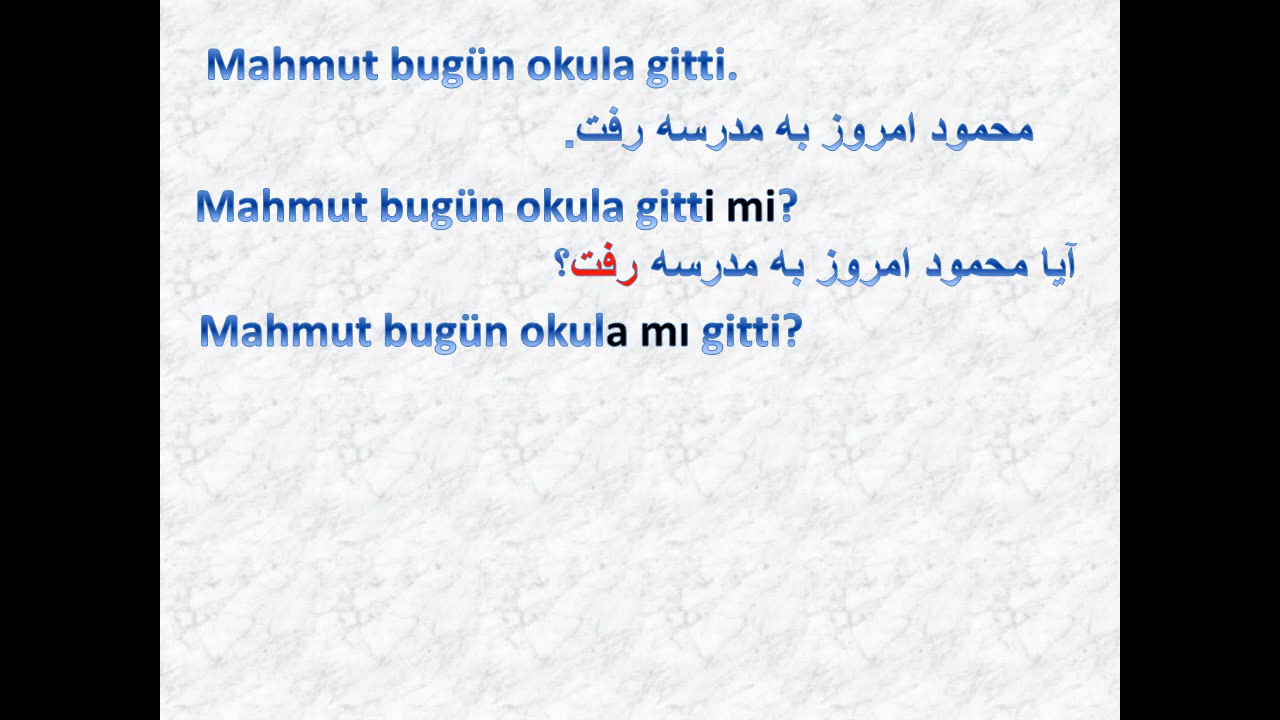 Mahmut bugün okula gitti.
محمود امروز به مدرسه رفت.
Mahmut bugün okula gitti mi?
آیا محمود امروز به مدرسه رفت؟
Mahmut bugün okula mı gitti?